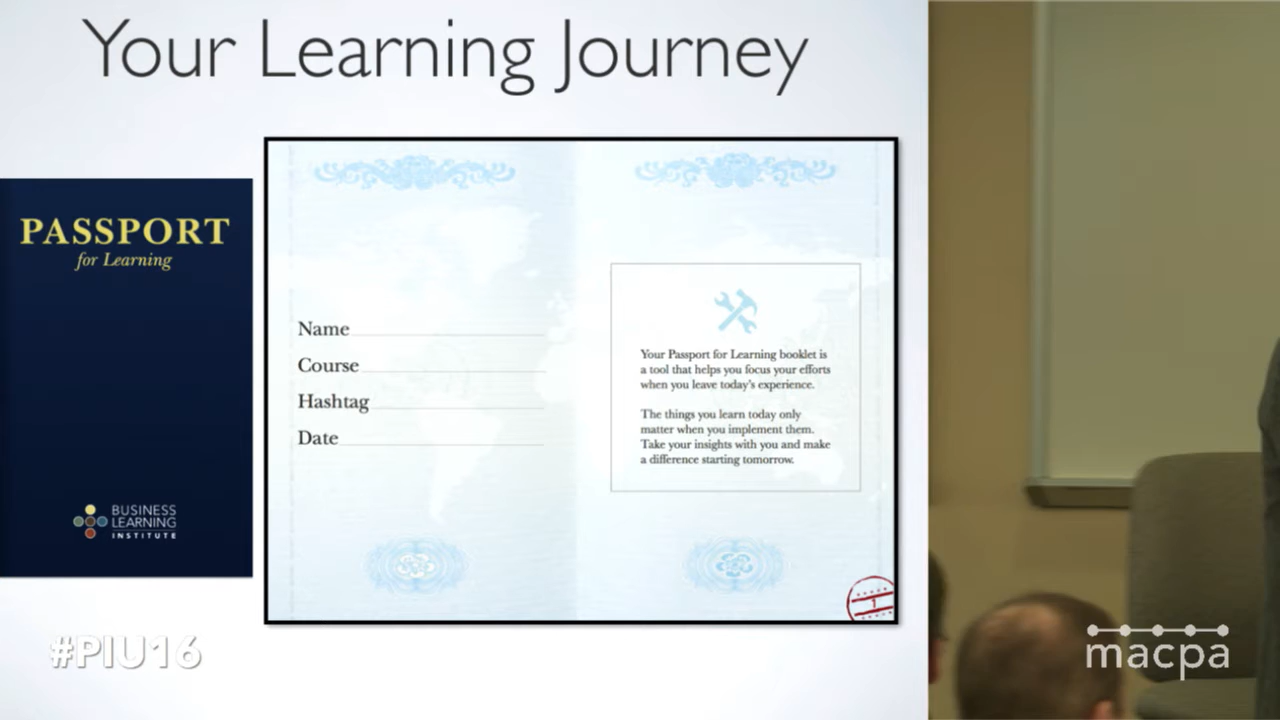 Your Learning Journey
PASSPORT
for Learning
BUSINESS
LEARNING
INSTITUTE
Name
Course
Hashtag
Date
Your Passport for Learning booklet is
a tool that helps you focus your efforts
when you leave today's experience.
The things you learn today only
matter when you implement them.
Take your insights with you and make
a difference starting tomorrow.
1
#PIU16
macpa